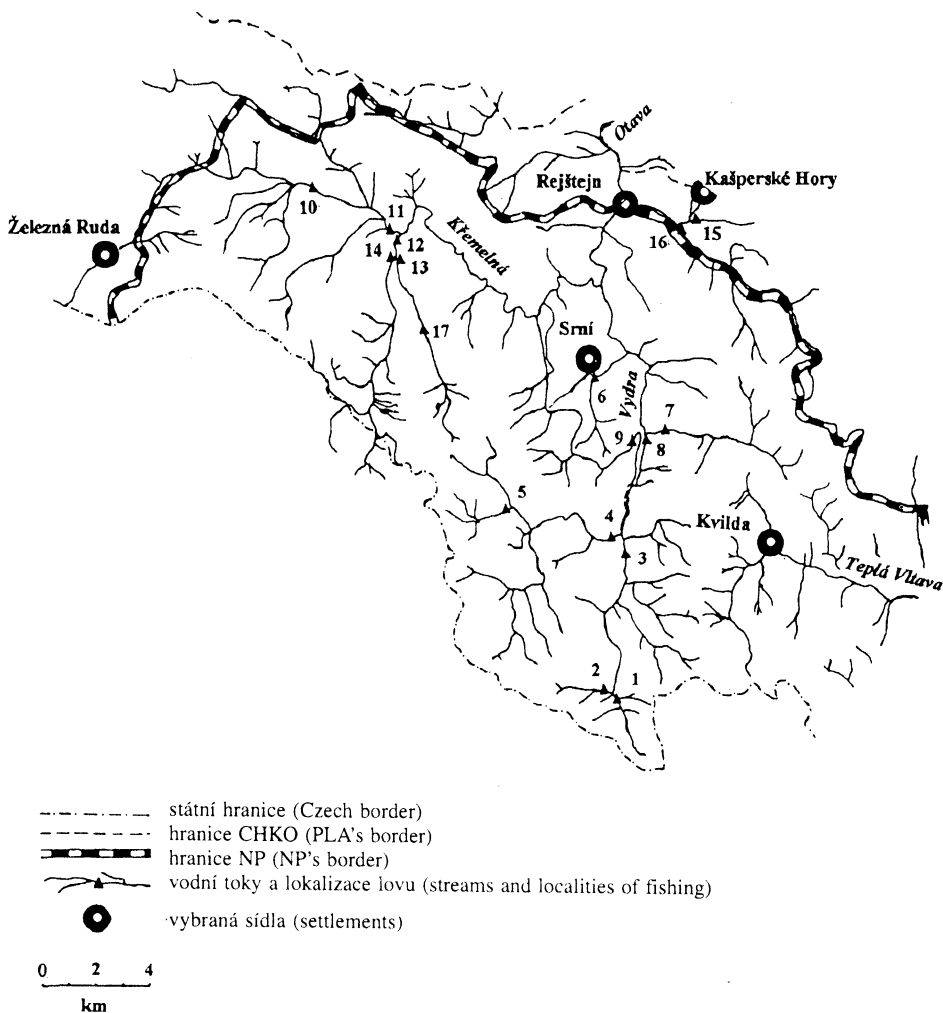 Otava
Rejštejn
Kašperské Hory
10
11
Železná Ruda
Křemelná
12
16
15
14
13
17
Srní
6
Vydra
7
9
8
5
4
Kvilda
3
Teplá Vltava
2
1
státní hranice (Czech border)
hranice CHKO (PLA's border)
hranice NP (NP's border)
vodní toky a lokalizace lovu (streams and localities of fishing)
vybraná sídla (settlements)
0 2 4
km